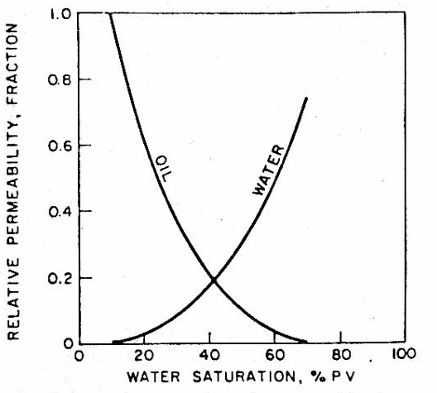 RELATIVE PERMEABILITY, FRACTION
1.0
0.8
0.6
0.4
0.2
0
OIL
WATER
0 20 40 60 80 100
WATER SATURATION, % PV